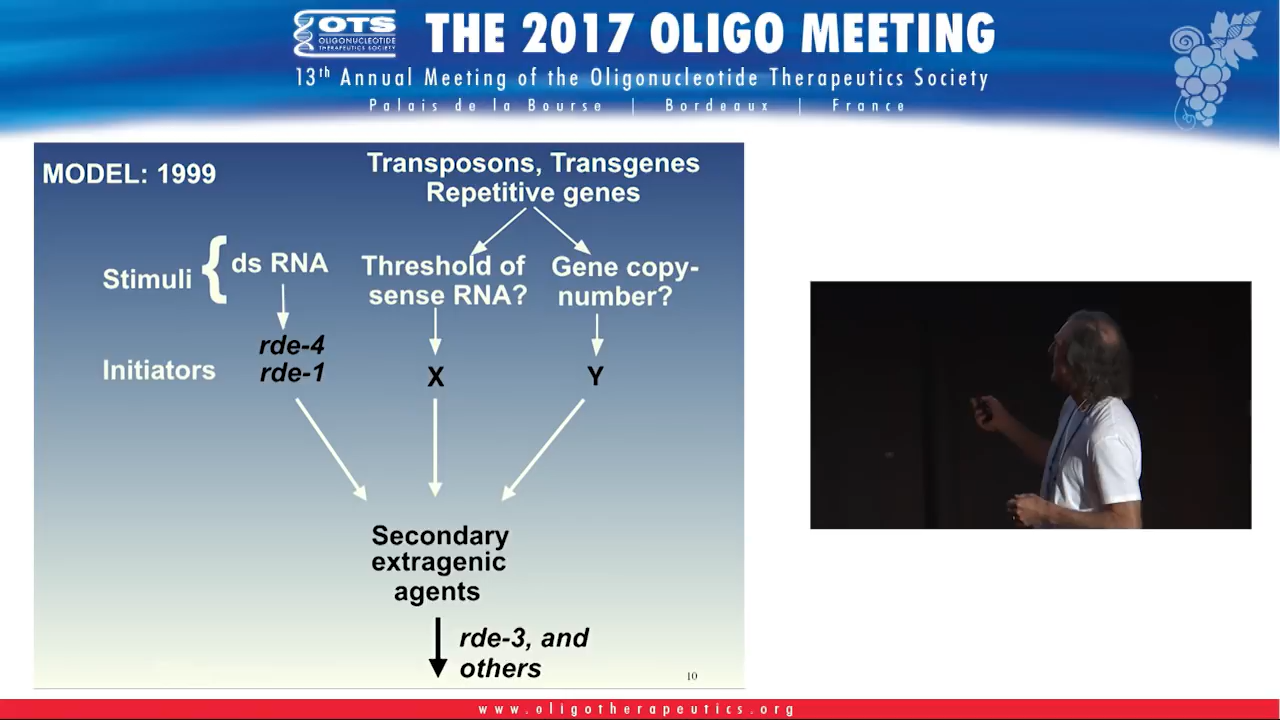 OTS
OLIGONUCLEOTIDE
THERAPEUTICS SOCIETY
THE 2017 OLIGO MEETING
13th Annual Meeting of the Oligonucleotide Therapeutics Society
Palais de la Bourse | Bordeaux | France
MODEL: 1999
Transposons, Transgenes
Repetitive genes
Stimuli { ds RNA
Threshold of
sense RNA?
Gene copy-
number?
Initiators
rde-4
rde-1
X
Y
Secondary
extragenic
agents
rde-3, and
others
10
www.oligotherapeutics.org